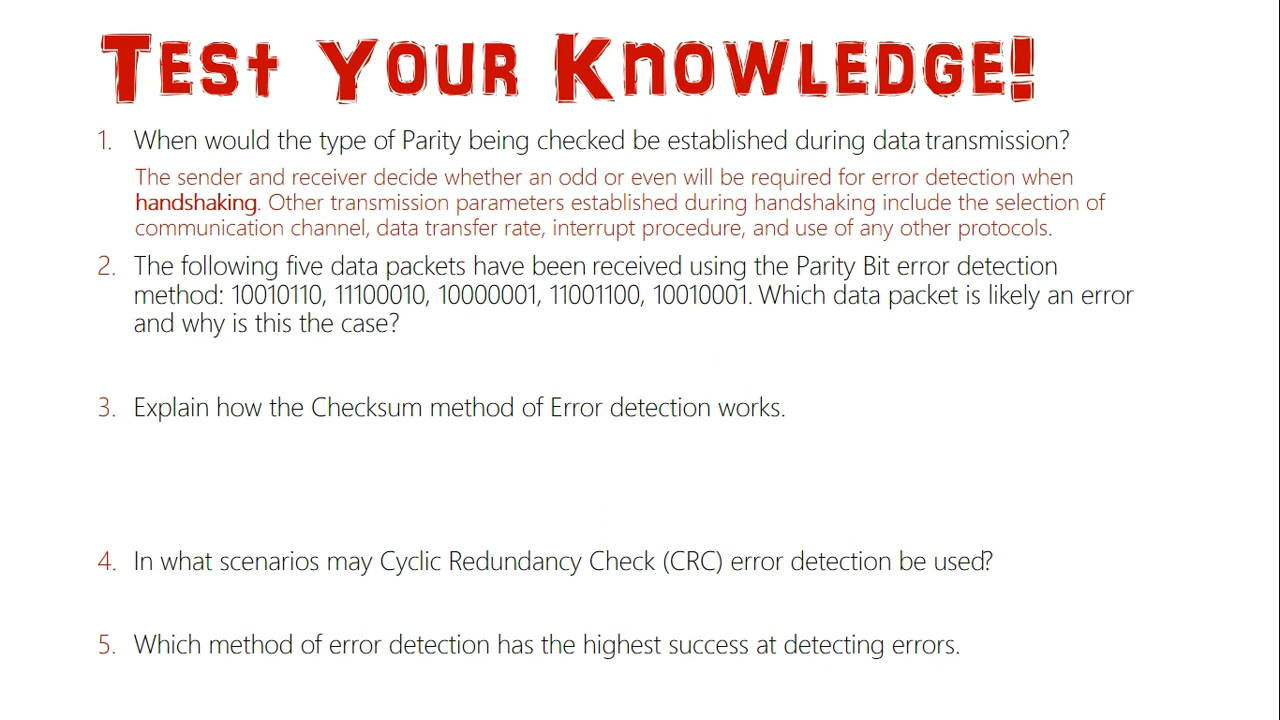 Test Your Knowledge!
1. When would the type of Parity being checked be established during data transmission?
The sender and receiver decide whether an odd or even will be required for error detection when
handshaking. Other transmission parameters established during handshaking include the selection of
communication channel, data transfer rate, interrupt procedure, and use of any other protocols.
2. The following five data packets have been received using the Parity Bit error detection
method: 10010110, 11100010, 10000001, 11001100, 10010001. Which data packet is likely an error
and why is this the case?
3. Explain how the Checksum method of Error detection works.
4. In what scenarios may Cyclic Redundancy Check (CRC) error detection be used?
5. Which method of error detection has the highest success at detecting errors.